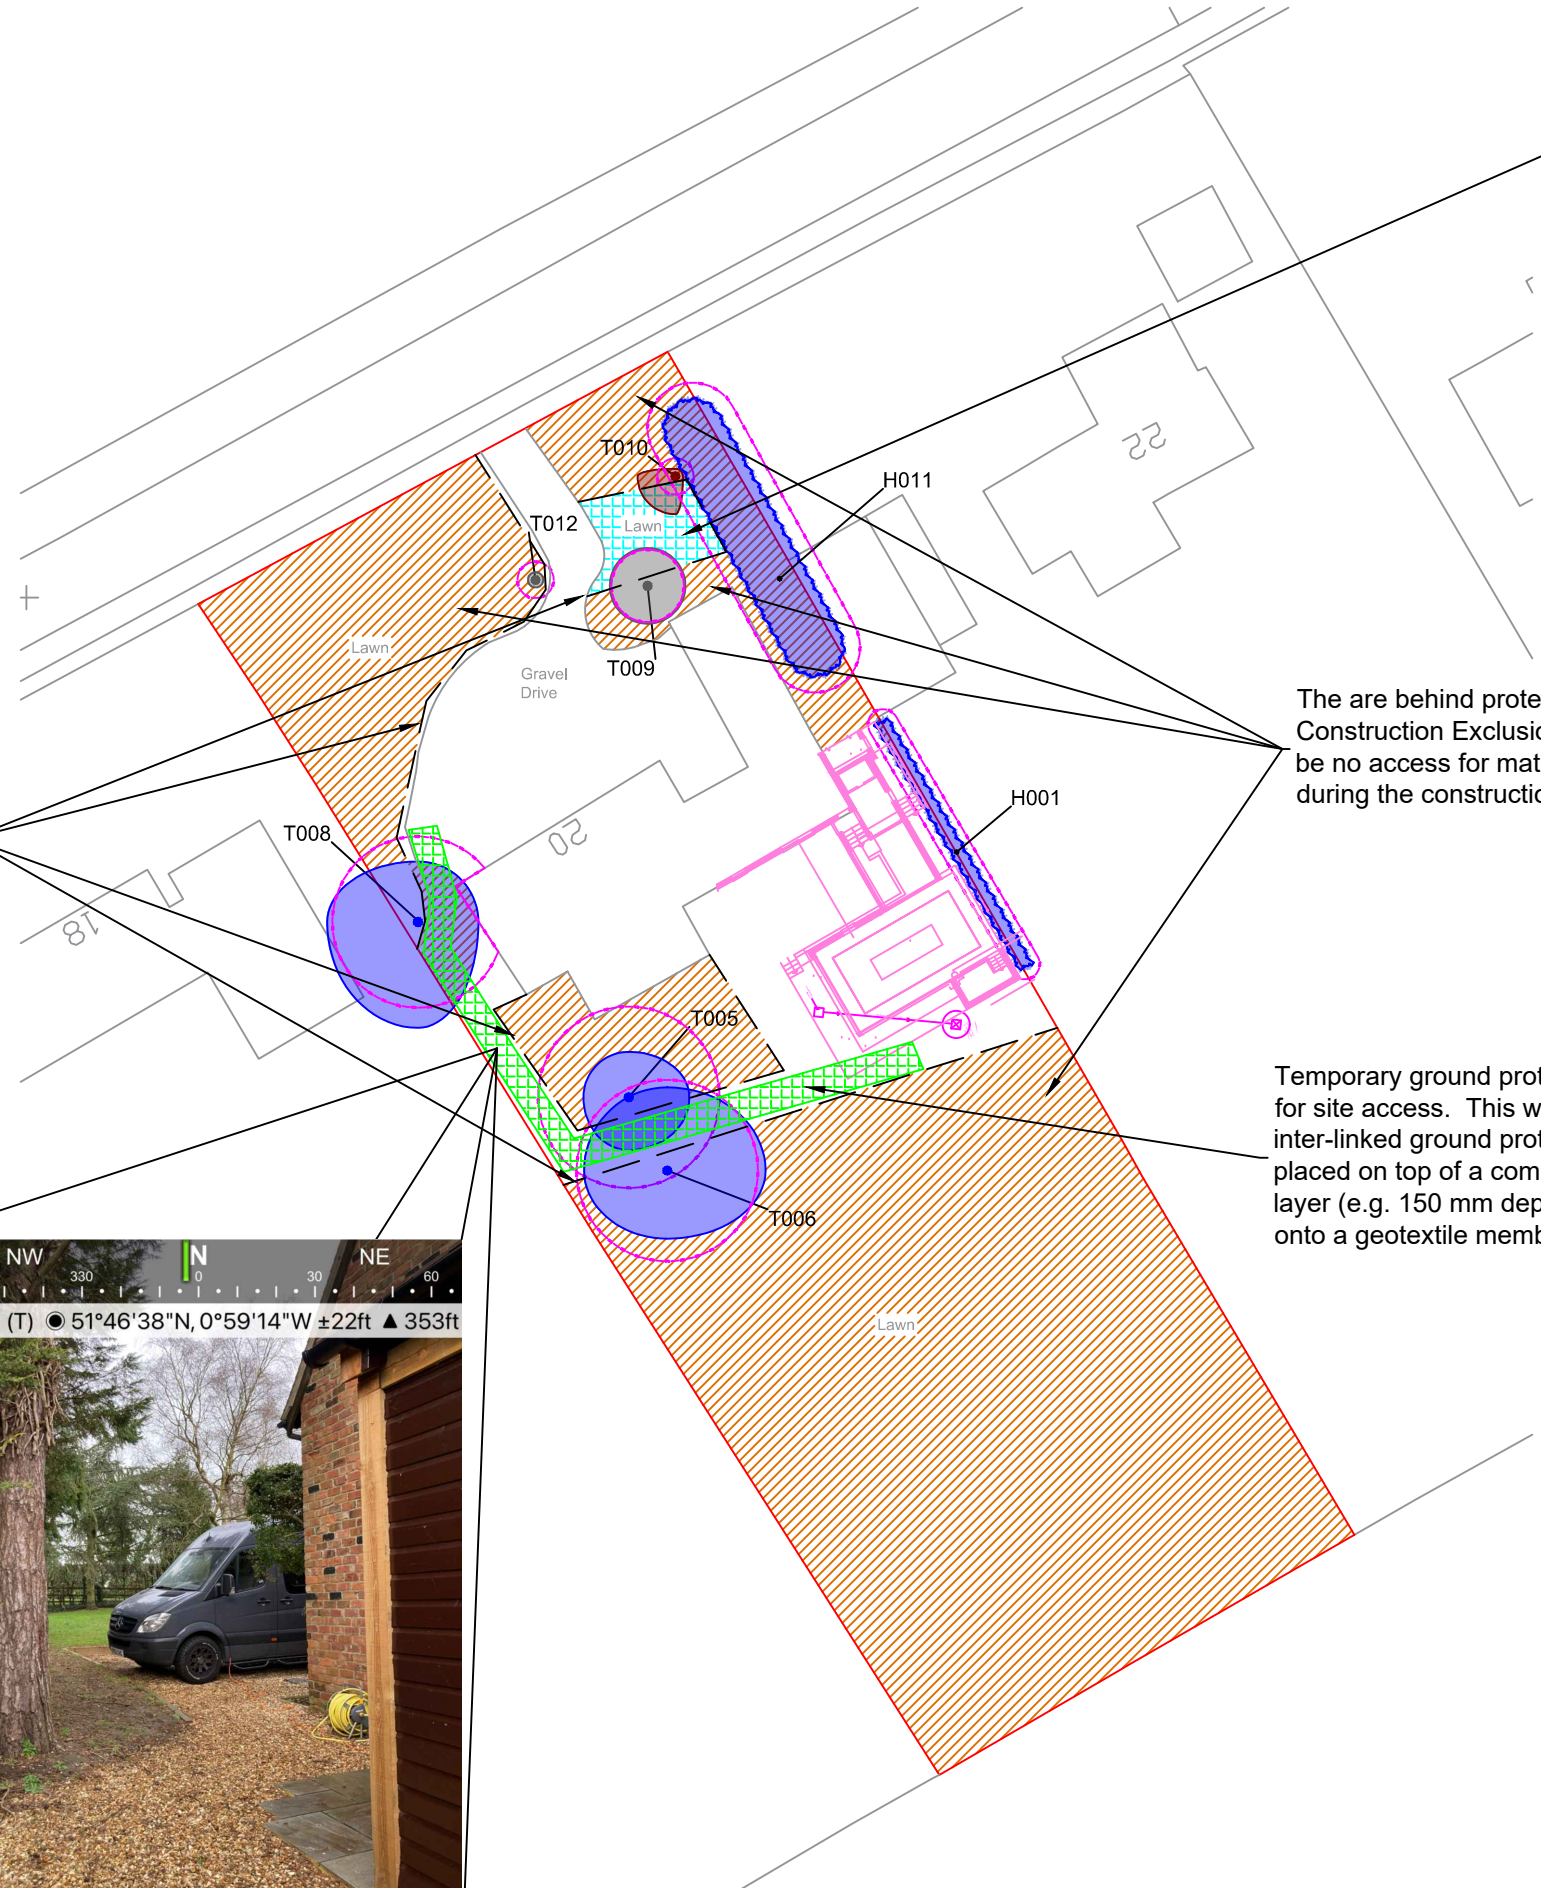 22
T010
H011
T012
Lawn
Lawn
T009
Gravel
Drive
The are behind prote
Construction Exclusi
be no access for mat
during the constructi
H001
T008
20
18
T005
Temporary ground prot
for site access.  This w
inter-linked ground prot
placed on top of a com
layer (e.g. 150 mm dep
onto a geotextile memb
T006
NW N NE
330 0 30 60
(T) ◉ 51°46'38"N, 0°59'14"W ±22ft ▲ 353ft
Lawn